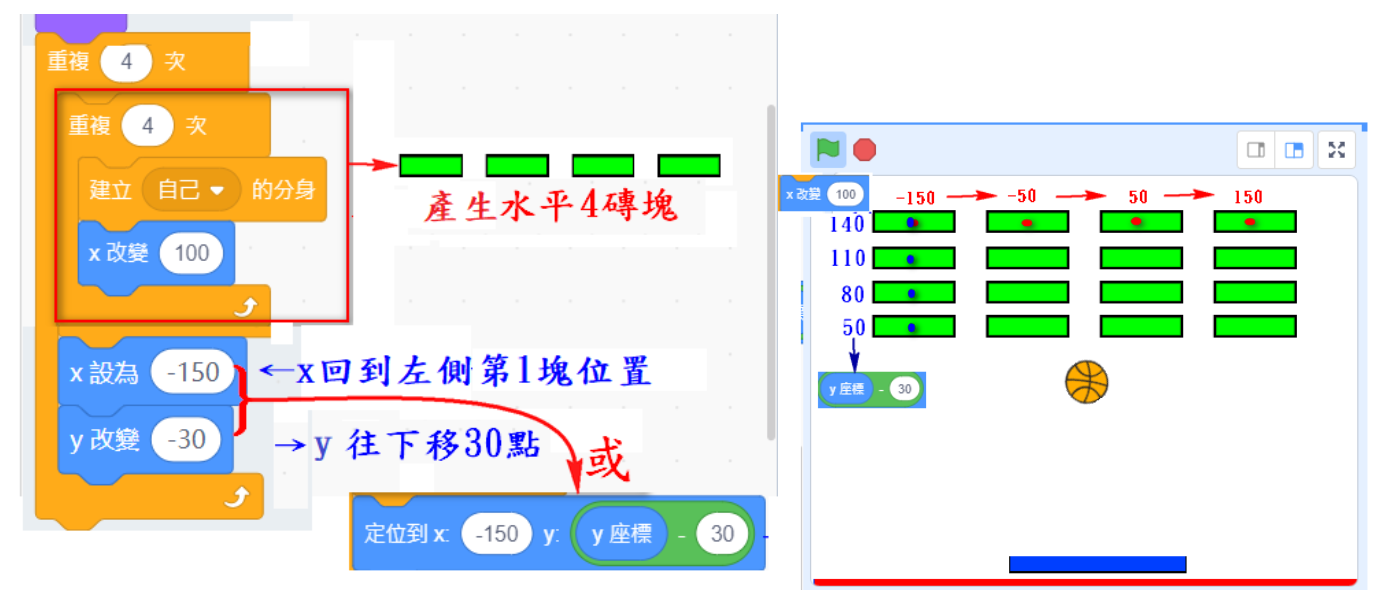 重複 4 次
重複 4 次
建立 自己 的分身
x 改變 100
x 設為 -150
y 改變 -30
產生水平4磚塊
←x回到左側第1塊位置
→y 往下移30點
或
定位到 x: -150 y: y 座標 - 30
x 改變 100
-150 -50 50 150
140
110
80
50
y 座標 - 30